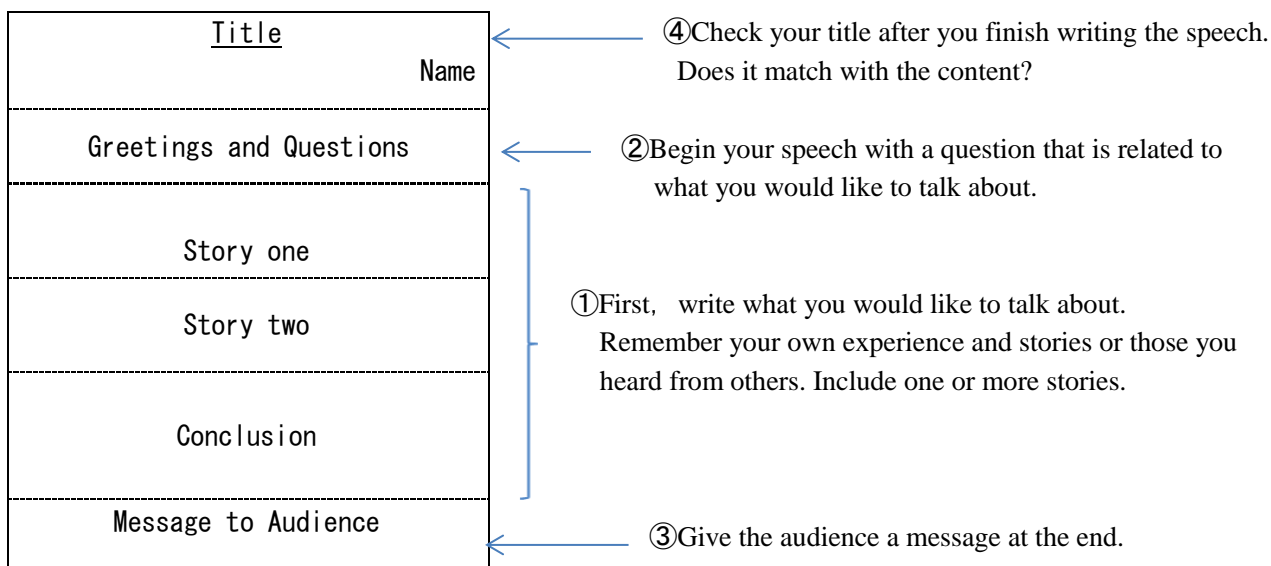 Title
④Check your title after you finish writing the speech.
Does it match with the content?
Name
Greetings and Questions
②Begin your speech with a question that is related to
what you would like to talk about.
Story one
Story two
①First, write what you would like to talk about.
Remember your own experience and stories or those you
heard from others. Include one or more stories.
Conclusion
Message to Audience
③Give the audience a message at the end.